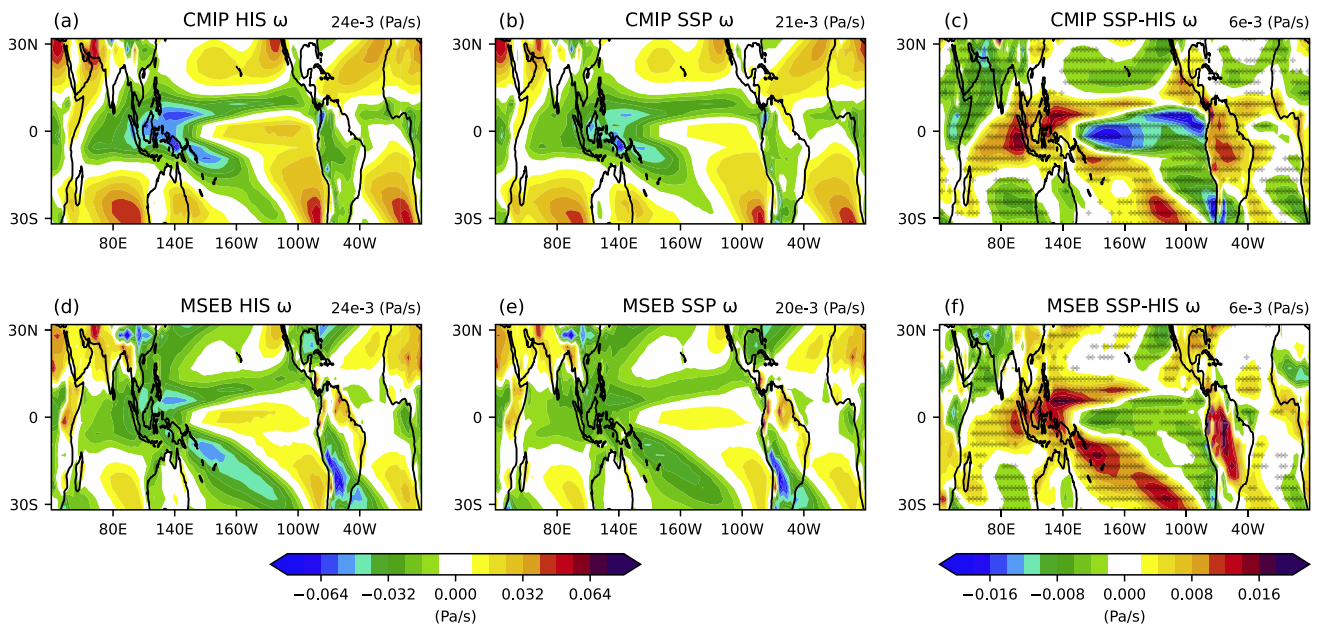 (a) CMIP HIS ω 24e-3 (Pa/s)
(b) CMIP SSP ω 21e-3 (Pa/s)
(c) CMIP SSP-HIS ω 6e-3 (Pa/s)
30N
0
30S
80E 140E 160W 100W 40W
30N
0
30S
80E 140E 160W 100W 40W
30N
0
30S
80E 140E 160W 100W 40W
(d) MSEB HIS ω 24e-3 (Pa/s)
(e) MSEB SSP ω 20e-3 (Pa/s)
(f) MSEB SSP-HIS ω 6e-3 (Pa/s)
30N
0
30S
80E 140E 160W 100W 40W
30N
0
30S
80E 140E 160W 100W 40W
30N
0
30S
80E 140E 160W 100W 40W
−0.064 −0.032 0.000 0.032 0.064
(Pa/s)
−0.016 −0.008 0.000 0.008 0.016
(Pa/s)